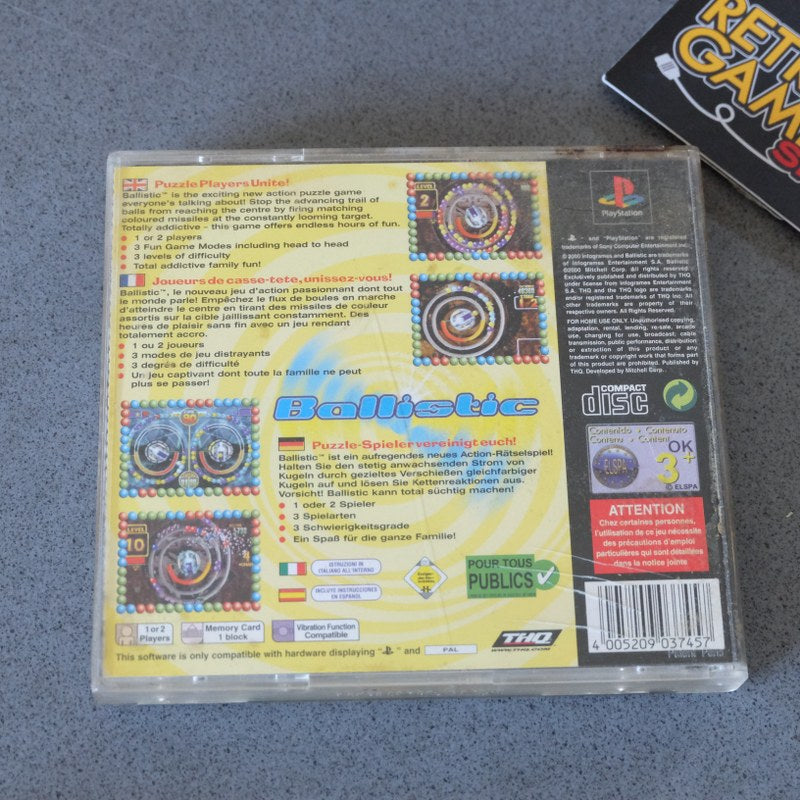 RETR
GAM
S
Puzzle Players Unite!
Ballistic™ is the exciting new action puzzle game
everyone's talking about! Stop the advancing trail of
balls from reaching the centre by firing matching
coloured missiles at the constantly looming target.
Totally addictive - this game offers endless hours of fun.
• 1 or 2 players
• 3 Fun Game Modes including head to head
• 3 levels of difficulty
• Total addictive family fun!
Joueurs de casse-tete, unissez-vous!
Ballistic™, le nouveau jeu d'action passionnand dont tout
le monde parle! Empêchez le flux de boules en marche
d'atteindre le centre en tirant des missiles de couleur
assortis sur la cible jaillissant constamment. Des
heures de plaisir sans fin avec un jeu rendant
totalement accro.
• 1 ou 2 joueurs
• 3 modes de jeu distrayants
• 3 degrés de difficulté
• Un jeu captivant dont toute la famille ne peut
plus se passer!
LEVEL
2
Ballistic
Puzzle-Spieler vereinigt euch!
Ballistic™ ist ein aufregendes neues Action-Rätselspiel!
Halten Sie den stetig anwachsenden Strom von
Kugeln durch gezieltes Verschießen gleichfarbiger
Kugeln auf und lösen Sie Kettenreaktionen aus.
Vorsicht! Ballistic kann total süchtig machen!
• 1 oder 2 Spieler
• 3 Spielarten
• 3 Schwierigkeitsgrade
• Ein Spaß für die ganze Familie!
LEVEL
10
ISTRUZIONI IN
ITALIANO ALL'INTERNO
INCLUYE INSTRUCCIONES
EN ESPAÑOL
POUR TOUS
PUBLICS
1 or 2
Players
Memory Card
1 block
Vibration Function
Compatible
THQ
WWW.THQ.COM
This software is only compatible with hardware displaying " " and PAL
PlayStation
" " and "PlayStation" are registered
trademarks of Sony Computer Entertainment Inc.
© 2000 Infogrames and Ballistic are trademarks
of Infogrames Entertainment S.A. Ballistic
©2000 Mitchell Corp. All rights reserved.
Exclusively published and distributed by THQ
under license from Infogrames Entertainment
S.A. THQ and the THQ logo are trademarks
and/or registered trademarks of THQ Inc. All
other trademarks are property of their
respective owners. All Rights Reserved.
FOR HOME USE ONLY. Unauthorised copying,
adaptation, rental, lending, re-sale, arcade
use, charging for use, broadcast, cable
transmission, public performance, distribution
or extraction of this product or any
trademark or copyright work that forms part
of this product are prohibited. Published by
THQ. Developed by Mitchell Corp.
COMPACT
disc
Contenido • Contenuto
Contenu • Content
ELSPA
OK
3+
© ELSPA
ATTENTION
Chez certaines personnes,
l'utilisation de ce jeu nécessite
des précautions d'emploi
particulières qui sont détaillées
dans la notice jointe
4 005209 037457